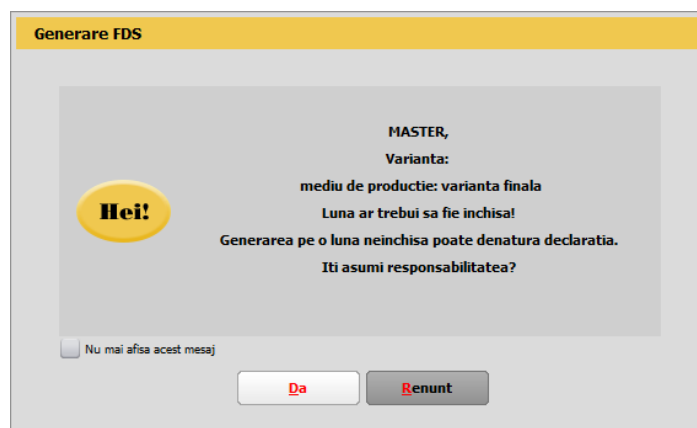 Generare FDS
MASTER,
Varianta:
mediu de productie: varianta finala
Hei!
Luna ar trebui sa fie inchisa!
Generarea pe o luna neinchisa poate denatura declaratia.
Iti asumi responsabilitatea?
Nu mai afisa acest mesaj
Da
Renunt